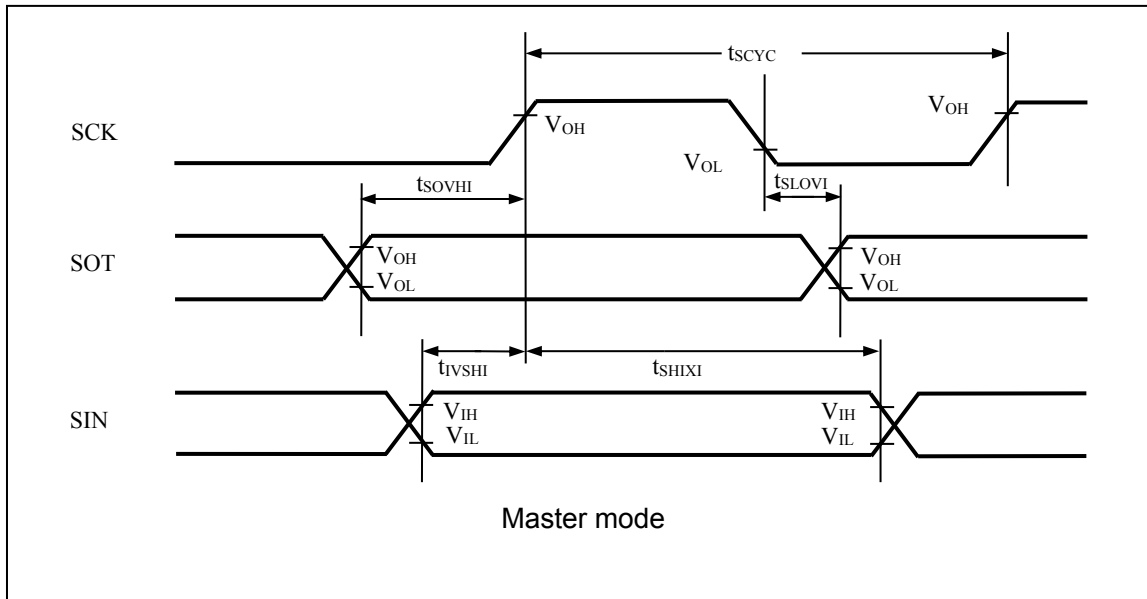 tSCYC
SCK
VOH
VOH
VOL
tSOVHI
tSLOVI
SOT
VOH
VOH
VOL
VOL
tIVSHI
tSHIXI
SIN
VIH
VIH
VIL
VIL
Master mode